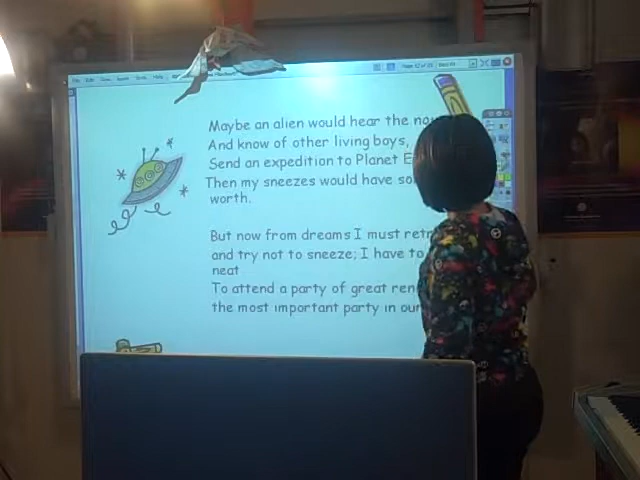 File Edit
Maybe an alien would hear the
And know of other living boys,
Send an expedition to Planet
Then my sneezes would have
worth.
But now from dreams I must
and try not to sneeze; I have to
neat
To attend a party of great
the most important party in our